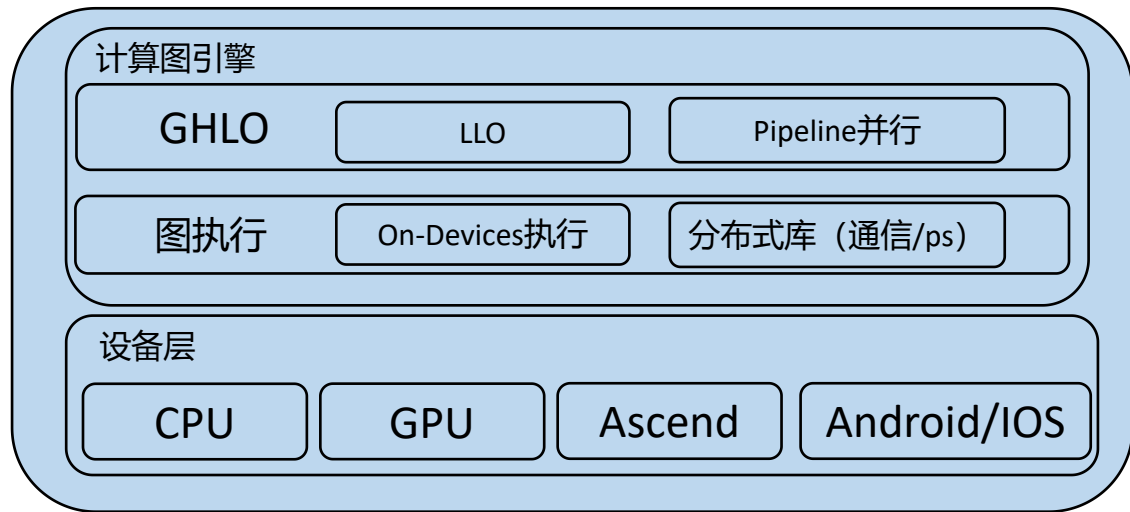 计算图引擎
GHLO
LLO
Pipeline并行
图执行
On-Devices执行
分布式库（通信/ps）
设备层
CPU
GPU
Ascend
Android/IOS